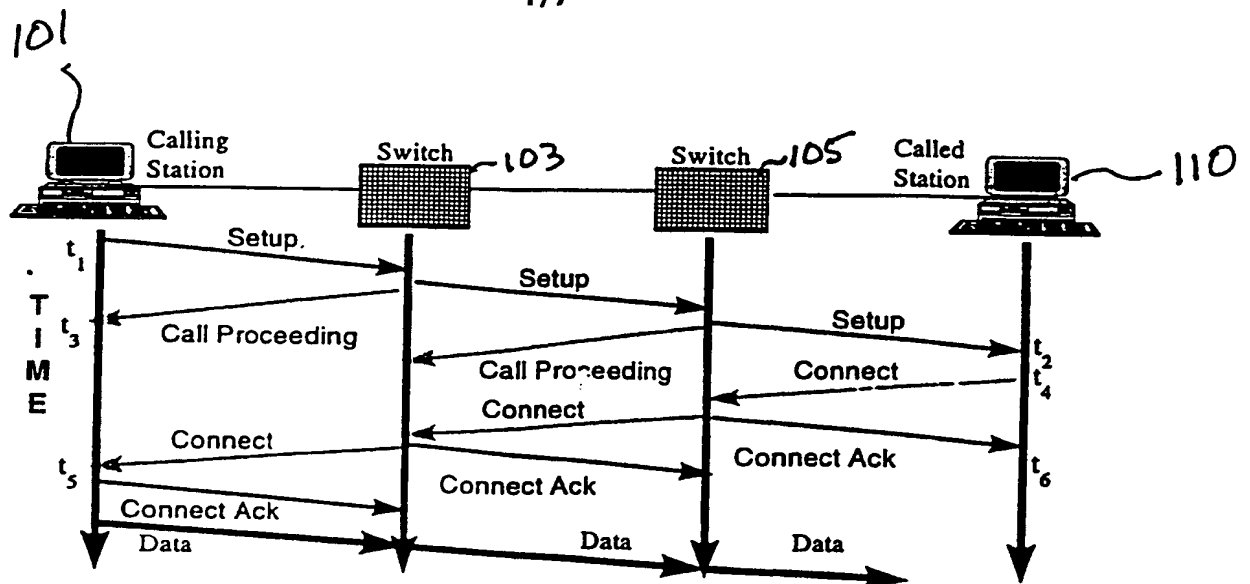 101
Calling
Station
Switch
103
Switch
105
Called
Station
110
t1
Setup.
Setup
TIME
t3
Call Proceeding
Setup
t2
Call Proceeding
Connect
t4
Connect
Connect
t5
Connect Ack
t6
Connect Ack
Connect Ack
Data
Data
Data